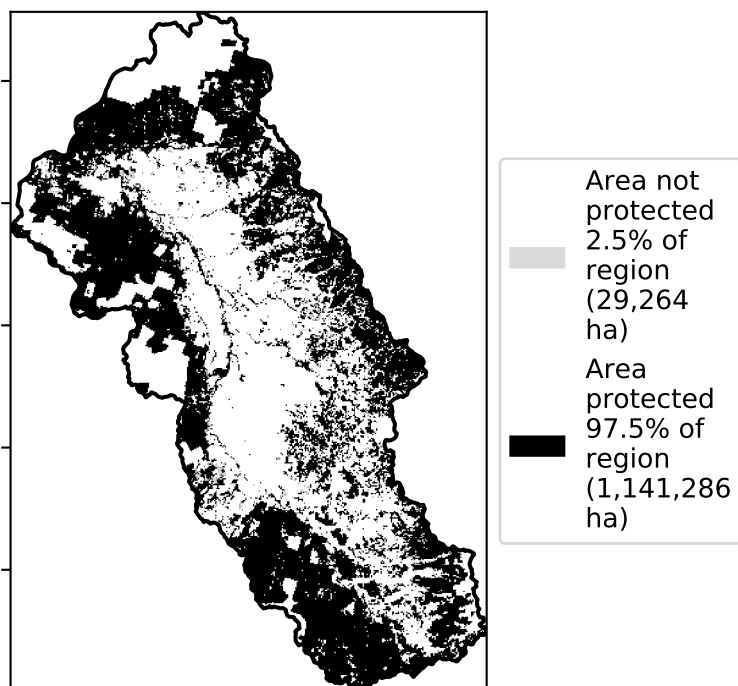 Area not
protected
2.5% of
region
(29,264
ha)
Area
protected
97.5% of
region
(1,141,286
ha)